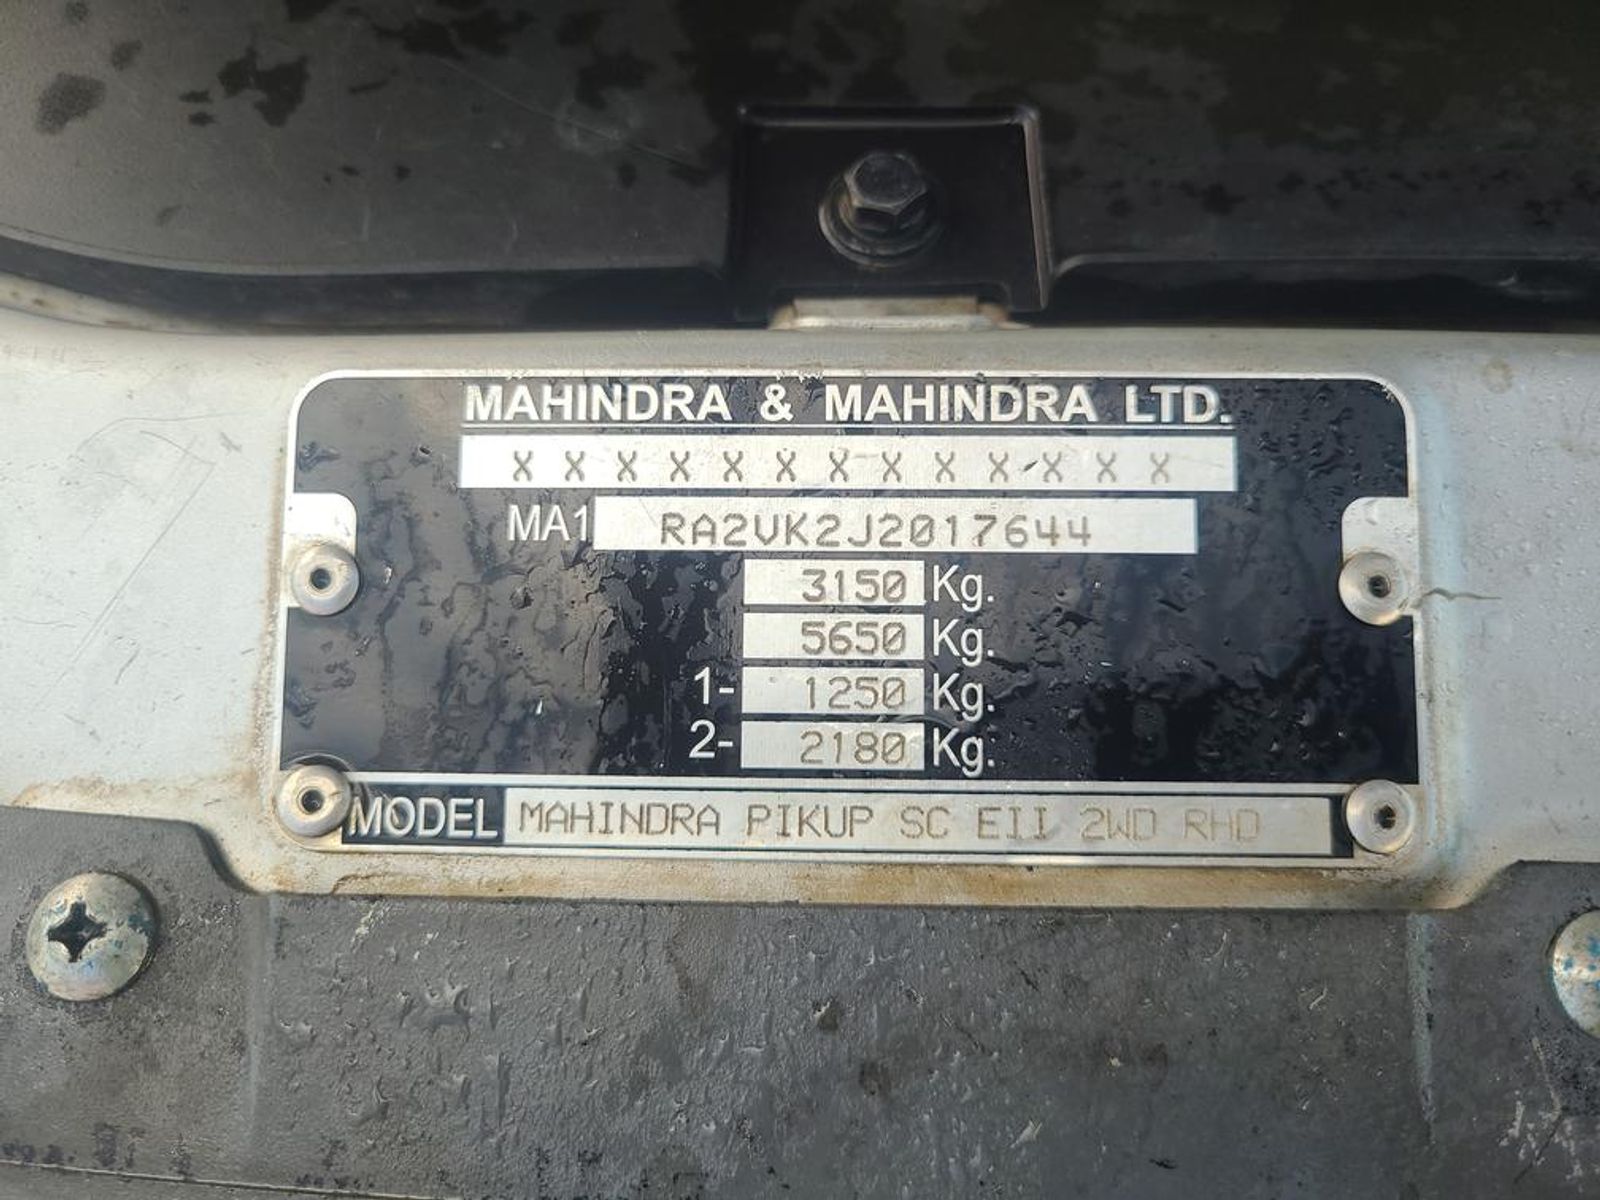 MAHINDRA & MAHINDRA LTD.
X X X X X X X X X X X X X
MA1 RA2VK2J2017644
3150 Kg.
5650 Kg.
1- 1250 Kg.
2- 2180 Kg.
MODEL MAHINDRA PIKUP SC EII 2WD RHD